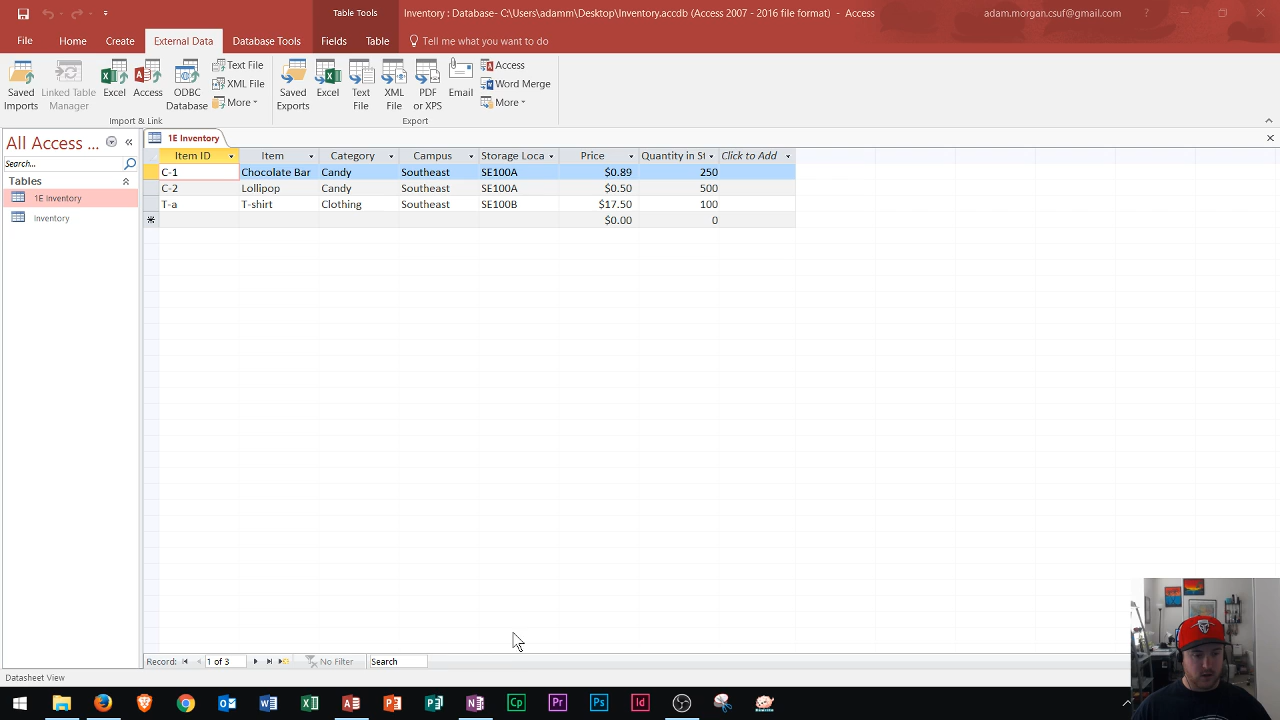 Table Tools
Inventory : Database- C:\Users\adamm\Desktop\Inventory.accdb (Access 2007 - 2016 file format) - Access
adam.morgan.csuf@gmail.com
File Home Create External Data Database Tools Fields Table Tell me what you want to do
Saved Imports
Linked Table Manager
Excel
Access
ODBC Database
Text File
XML File
More
Saved Exports
Excel
Text File
XML File
PDF or XPS
Email
Access
Word Merge
More
Import & Link
Export
All Access ...
Search...
Tables
1E Inventory
Inventory
1E Inventory
Item ID Item Category Campus Storage Loca Price Quantity in St Click to Add
C-1 Chocolate Bar Candy Southeast SE100A $0.89 250
C-2 Lollipop Candy Southeast SE100A $0.50 500
T-a T-shirt Clothing Southeast SE100B $17.50 100
$0.00 0
Record: 1 of 3 No Filter Search
Datasheet View
Cp Pr Ps Id